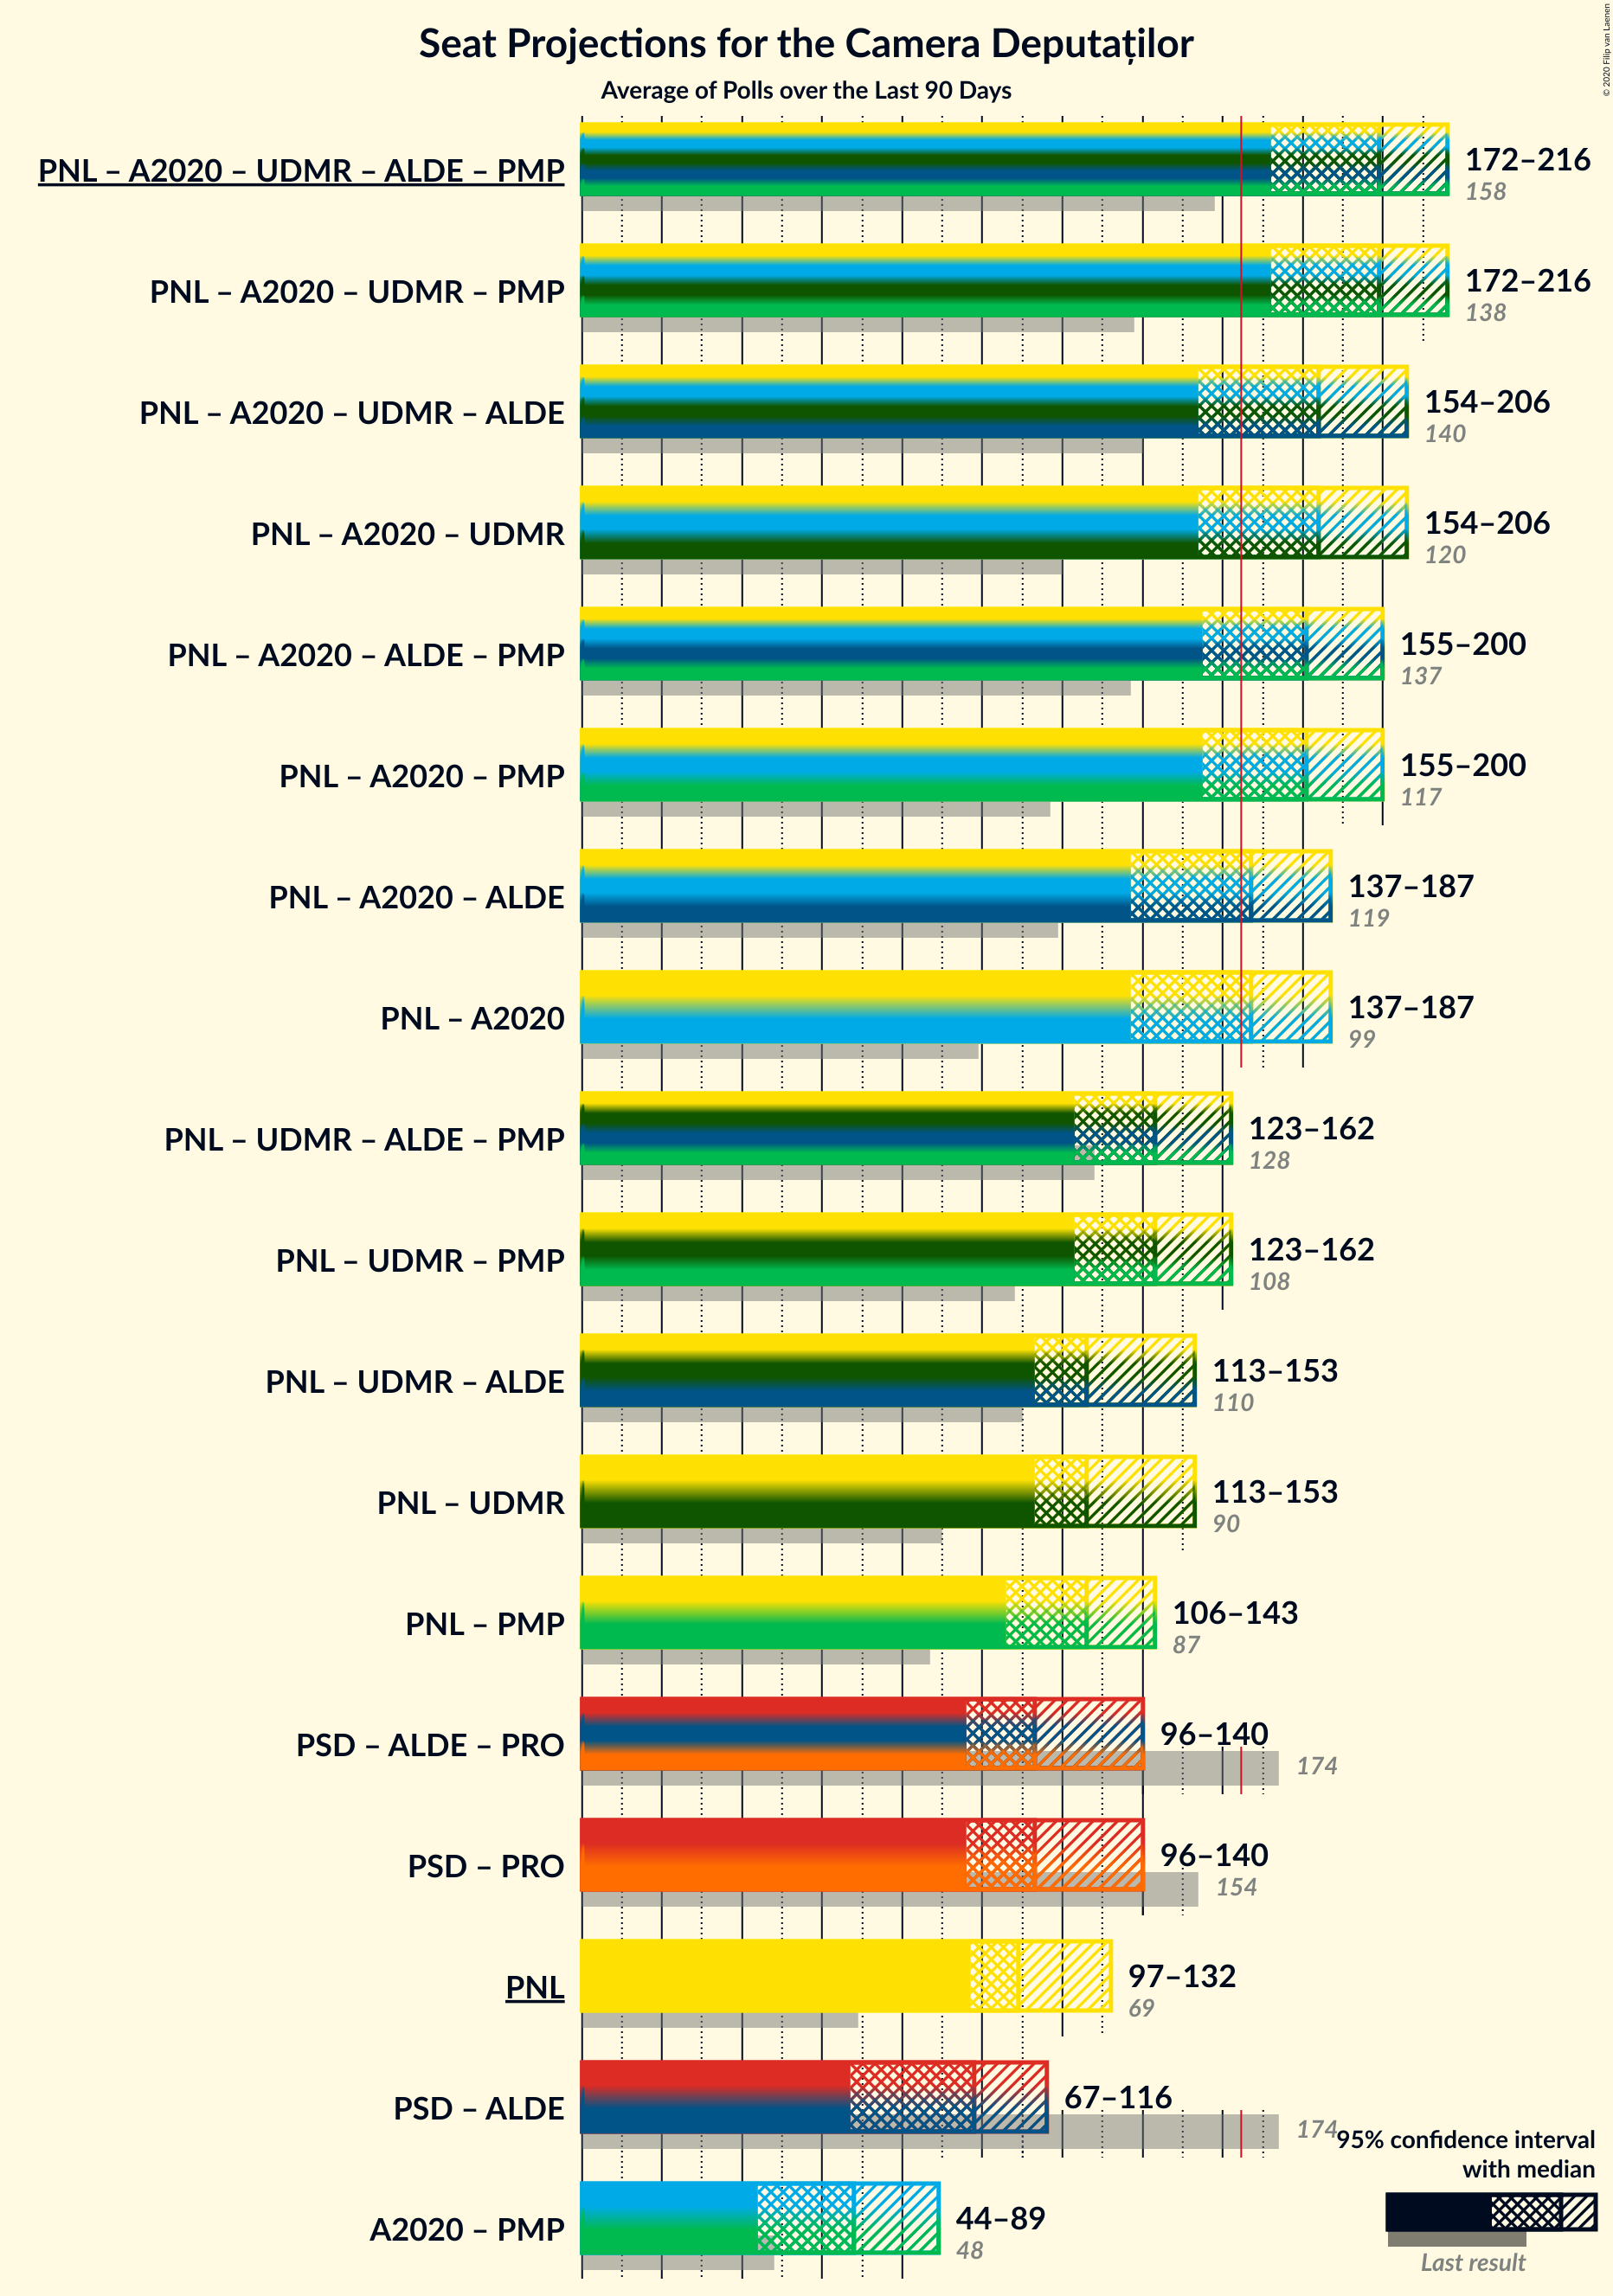 Seat Projections for the Camera Deputaților
Average of Polls over the Last 90 Days
© 2020 Filip van Laenen
PNL – A2020 – UDMR – ALDE – PMP
172–216
158
PNL – A2020 – UDMR – PMP
172–216
138
PNL – A2020 – UDMR – ALDE
154–206
140
PNL – A2020 – UDMR
154–206
120
PNL – A2020 – ALDE – PMP
155–200
137
PNL – A2020 – PMP
155–200
117
PNL – A2020 – ALDE
137–187
119
PNL – A2020
137–187
99
PNL – UDMR – ALDE – PMP
123–162
128
PNL – UDMR – PMP
123–162
108
PNL – UDMR – ALDE
113–153
110
PNL – UDMR
113–153
90
PNL – PMP
106–143
87
PSD – ALDE – PRO
96–140
174
PSD – PRO
96–140
154
PNL
97–132
69
PSD – ALDE
67–116
174
A2020 – PMP
44–89
48
95% confidence interval
with median
Last result